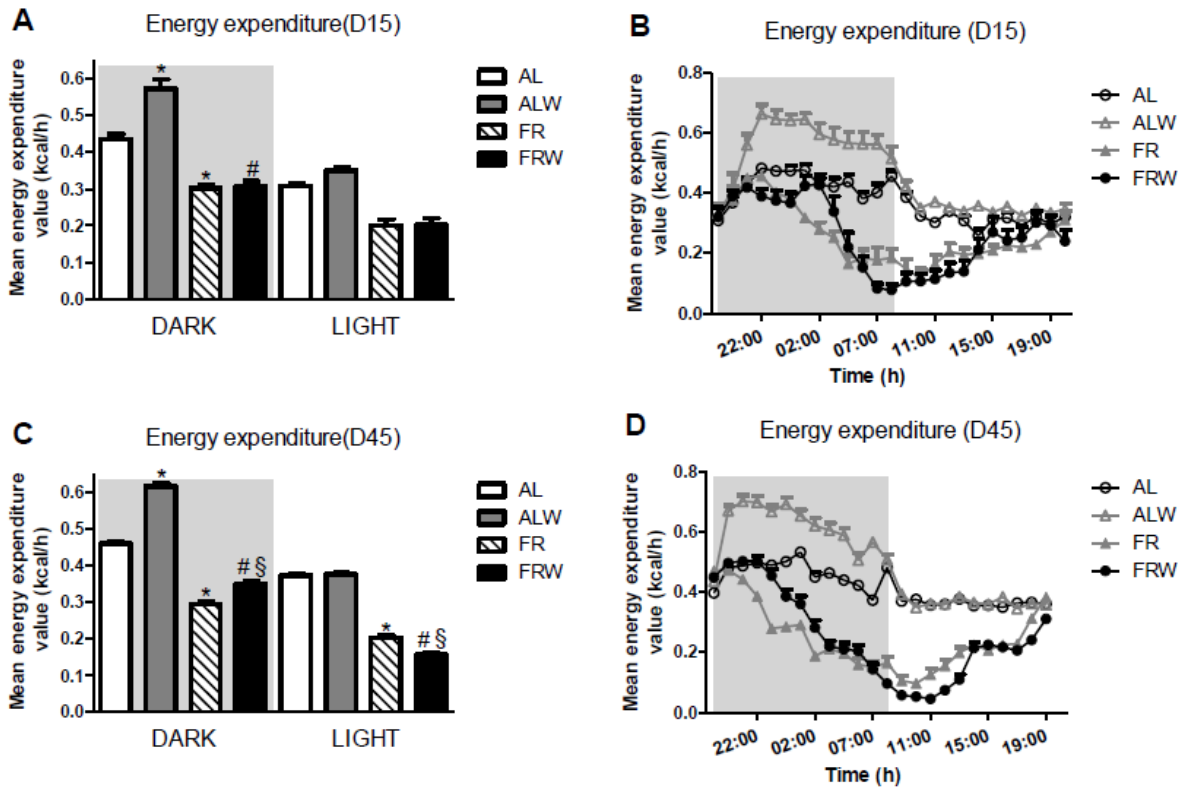 A
Energy expenditure(D15)
Mean energy expenditure
value (kcal/h)
0.6
0.5
0.4
0.3
0.2
0.1
0.0
*
*
#
DARK
LIGHT
AL
ALW
FR
FRW
B
Energy expenditure (D15)
Mean energy expenditure
value (kcal/h)
0.8
0.6
0.4
0.2
0.0
22:00
02:00
07:00
11:00
15:00
19:00
Time (h)
AL
ALW
FR
FRW
C
Energy expenditure(D45)
Mean energy expenditure
value (kcal/h)
0.6
0.5
0.4
0.3
0.2
0.1
0.0
*
*
# §
*
# §
DARK
LIGHT
AL
ALW
FR
FRW
D
Energy expenditure (D45)
Mean energy expenditure
value (kcal/h)
0.8
0.6
0.4
0.2
0.0
22:00
02:00
07:00
11:00
15:00
19:00
Time (h)
AL
ALW
FR
FRW